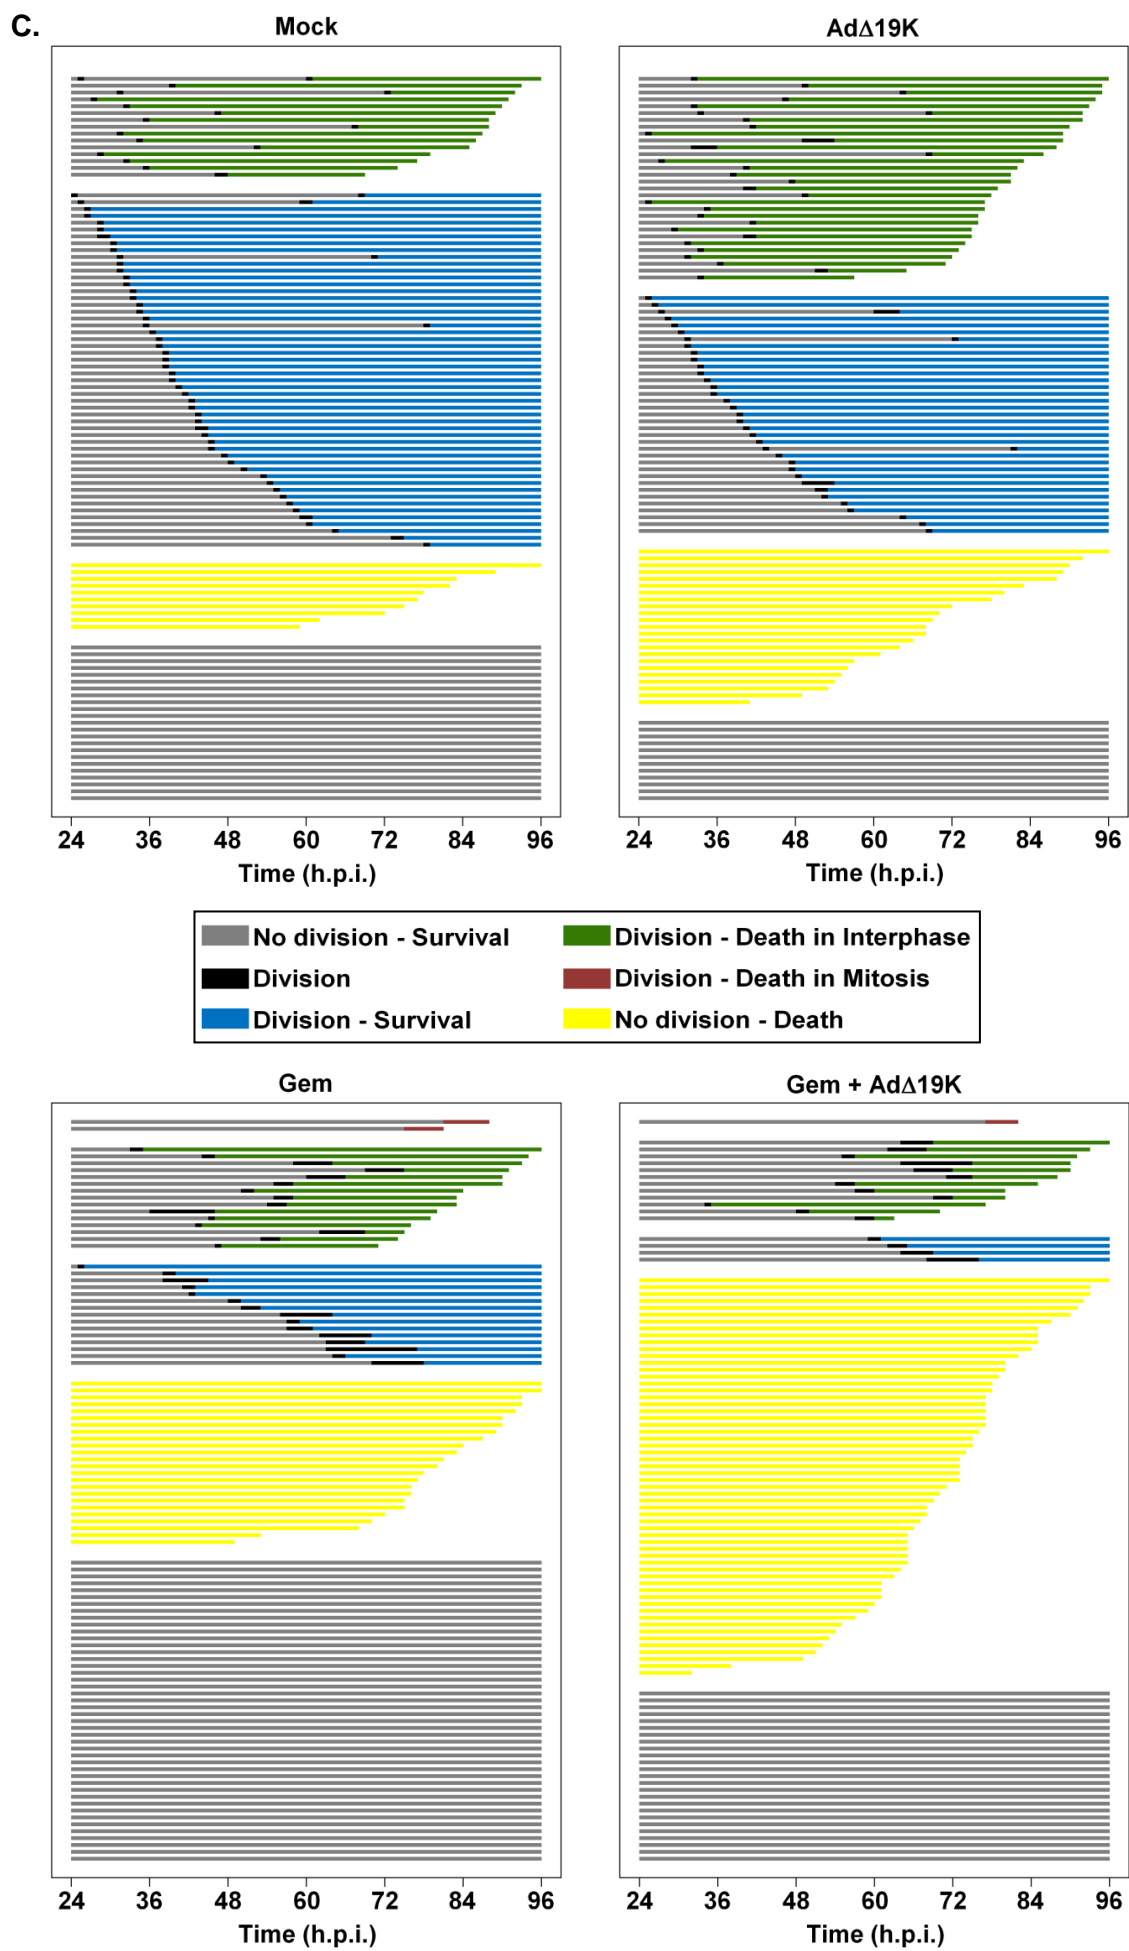 C.
Mock AdΔ19K
24 36 48 60 72 84 96 24 36 48 60 72 84 96
Time (h.p.i.) Time (h.p.i.)
No division - Survival Division - Death in Interphase
Division Division - Death in Mitosis
Division - Survival No division - Death
Gem Gem + AdΔ19K
24 36 48 60 72 84 96 24 36 48 60 72 84 96
Time (h.p.i.) Time (h.p.i.)